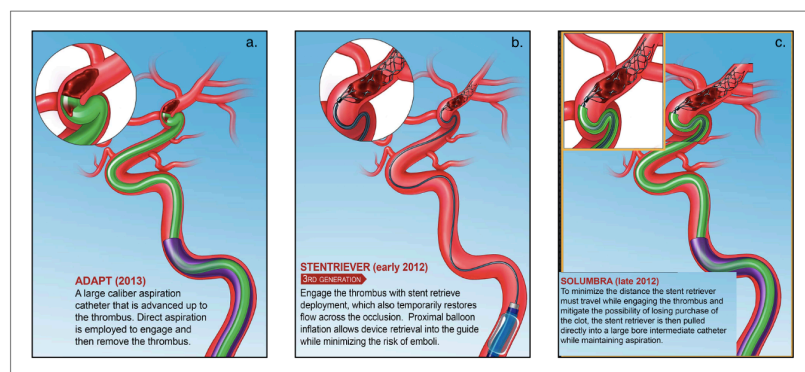 a.
ADAPT (2013)
A large caliber aspiration
catheter that is advanced up to
the thrombus. Direct aspiration
is employed to engage and
then remove the thrombus.
b.
STENTRIEVER (early 2012)
3RD GENERATION
Engage the thrombus with stent retrieve
deployment, which also temporarily restores
flow across the occlusion. Proximal balloon
inflation allows device retrieval into the guide
while minimizing the risk of emboli.
c.
SOLUMBRA (late 2012)
To minimize the distance the stent retriever
must travel while engaging the thrombus and
mitigate the possibility of losing purchase of
the clot, the stent retriever is then pulled
directly into a large bore intermediate catheter
while maintaining aspiration.